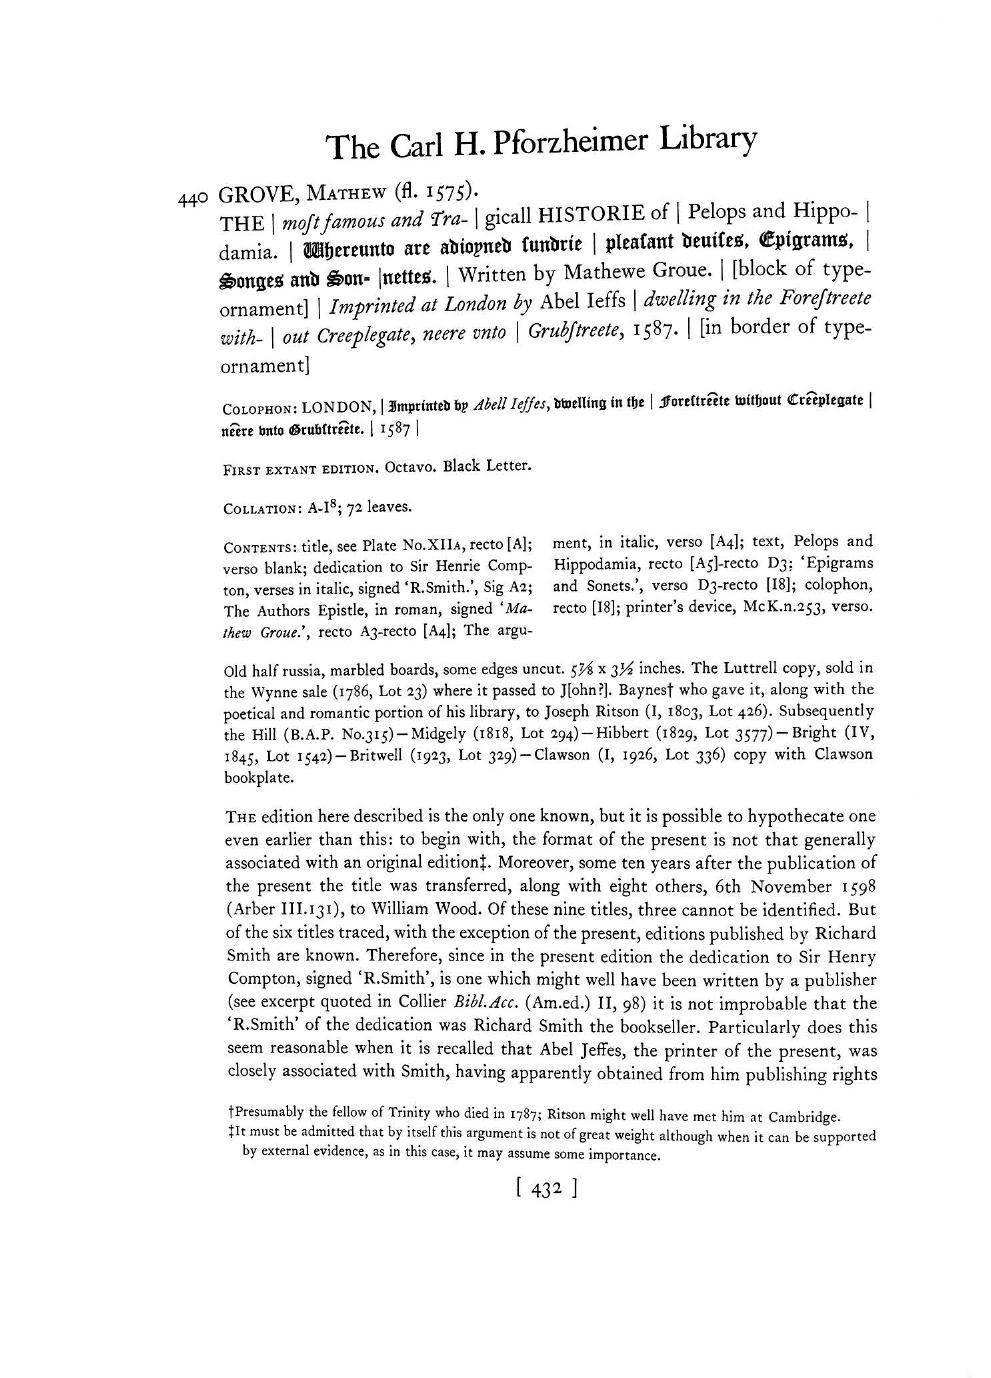 The Carl H. Pforzheimer Library
440 GROVE, MATHEW (fl. 1575).
THE | moſt famous and Tra- | gicall HISTORIE of | Pelops and Hippo- |
damia. | Whereunto are adioyned ſundrie | pleaſant deuiſes, Epigrams, |
Songes and Son- |nettes. | Written by Mathewe Groue. | [block of type-
ornament] | Imprinted at London by Abel Ieffs | dwelling in the Foreſtreete
with- | out Creeplegate, neere vnto | Grubſtreete, 1587. | [in border of type-
ornament]
COLOPHON: LONDON, | Imprinted by Abell Ieffes, dwelling in the | Foreſtrête without Crêplegate |
nêre vnto Grubſtrête. | 1587 |
FIRST EXTANT EDITION. Octavo. Black Letter.
COLLATION: A-I⁸; 72 leaves.
CONTENTS: title, see Plate No.XIIA, recto [A];
verso blank; dedication to Sir Henrie Comp-
ton, verses in italic, signed ‘R.Smith.’, Sig A2;
The Authors Epistle, in roman, signed ‘Ma-
thew Groue.’, recto A3-recto [A4]; The argu-
ment, in italic, verso [A4]; text, Pelops and
Hippodamia, recto [A5]-recto D3; ‘Epigrams
and Sonets.’, verso D3-recto [I8]; colophon,
recto [I8]; printer’s device, McK.n.253, verso.
Old half russia, marbled boards, some edges uncut. 5⅞ x 3½ inches. The Luttrell copy, sold in
the Wynne sale (1786, Lot 23) where it passed to J[ohn?]. Baynes† who gave it, along with the
poetical and romantic portion of his library, to Joseph Ritson (I, 1803, Lot 426). Subsequently
the Hill (B.A.P. No.315)—Midgely (1818, Lot 294)—Hibbert (1829, Lot 3577)—Bright (IV,
1845, Lot 1542)—Britwell (1923, Lot 329)—Clawson (I, 1926, Lot 336) copy with Clawson
bookplate.
THE edition here described is the only one known, but it is possible to hypothecate one
even earlier than this: to begin with, the format of the present is not that generally
associated with an original edition‡. Moreover, some ten years after the publication of
the present the title was transferred, along with eight others, 6th November 1598
(Arber III.131), to William Wood. Of these nine titles, three cannot be identified. But
of the six titles traced, with the exception of the present, editions published by Richard
Smith are known. Therefore, since in the present edition the dedication to Sir Henry
Compton, signed ‘R.Smith’, is one which might well have been written by a publisher
(see excerpt quoted in Collier Bibl.Acc. (Am.ed.) II, 98) it is not improbable that the
‘R.Smith’ of the dedication was Richard Smith the bookseller. Particularly does this
seem reasonable when it is recalled that Abel Jeffes, the printer of the present, was
closely associated with Smith, having apparently obtained from him publishing rights
†Presumably the fellow of Trinity who died in 1787; Ritson might well have met him at Cambridge.
‡It must be admitted that by itself this argument is not of great weight although when it can be supported
by external evidence, as in this case, it may assume some importance.
[ 432 ]